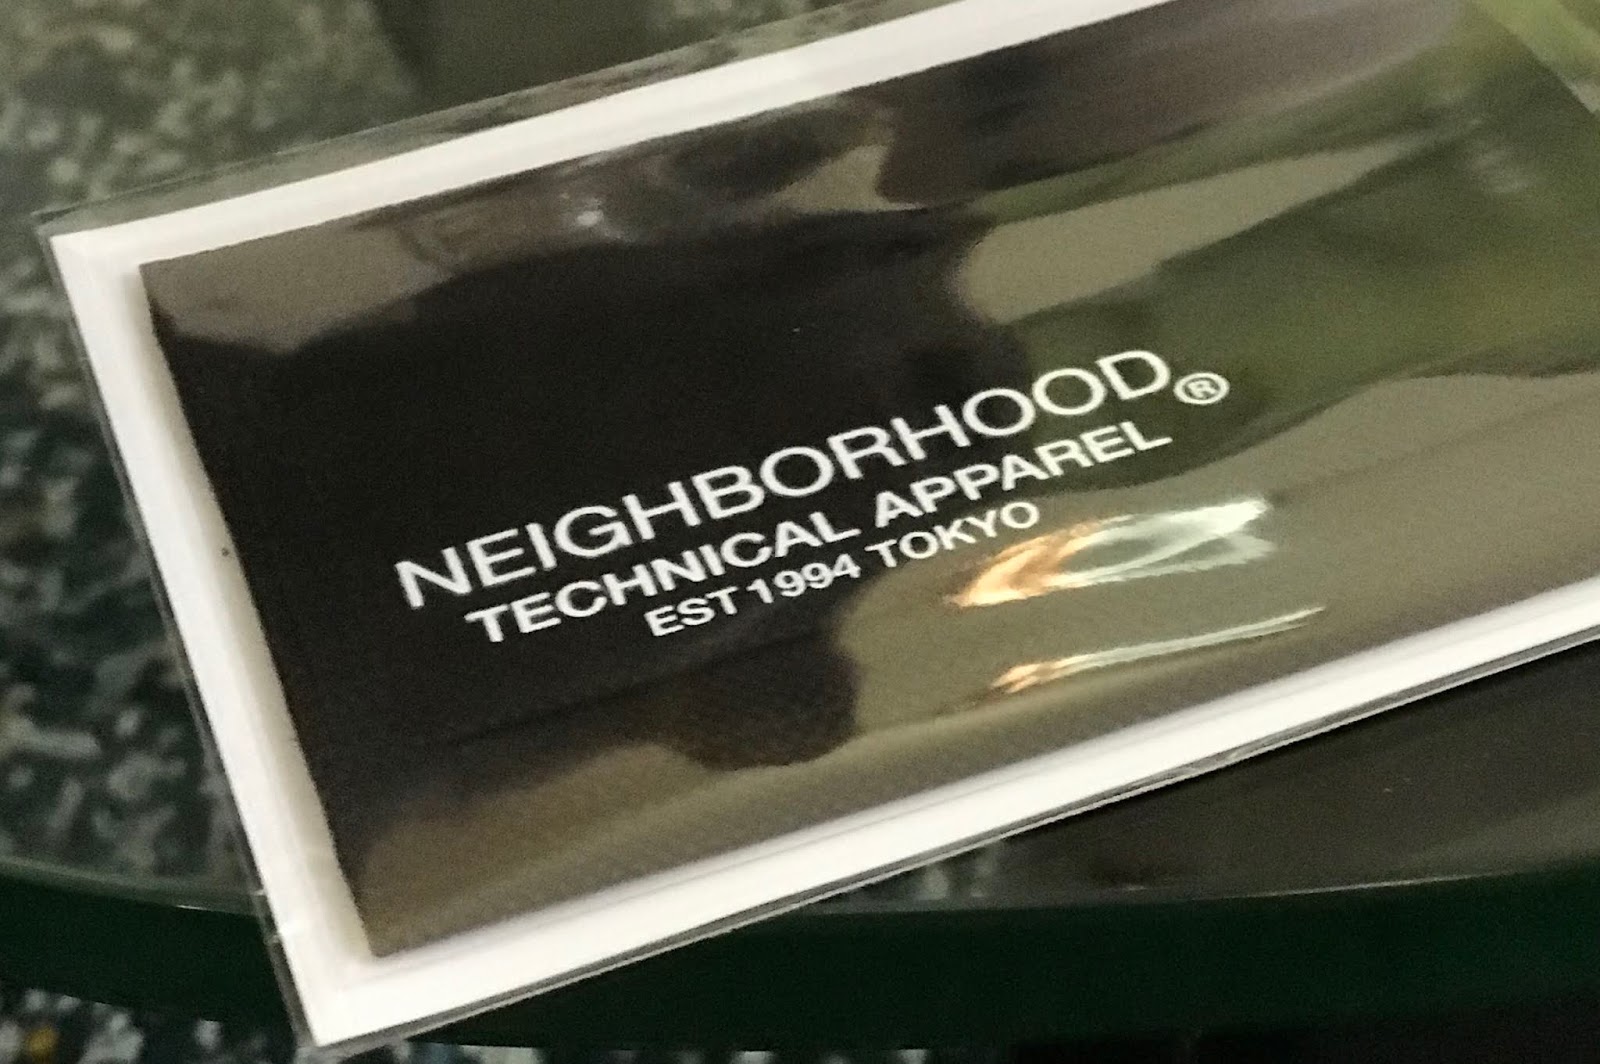 NEIGHBORHOOD®
TECHNICAL APPAREL
EST 1994 TOKYO